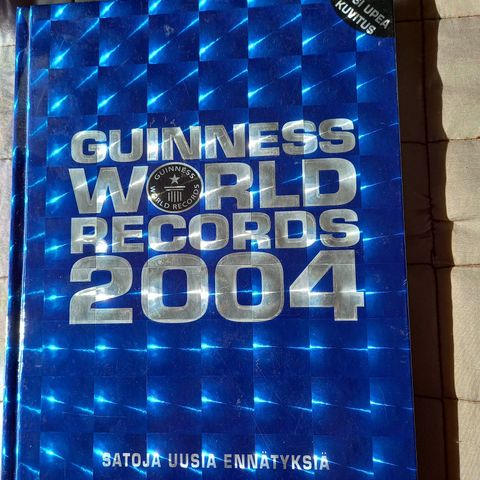 UPEA
KUVITUS
GUINNESS
WORLD
RECORDS
2004
GUINNESS
WORLD RECORDS
SATOJA UUSIA ENNÄTYKSIÄ